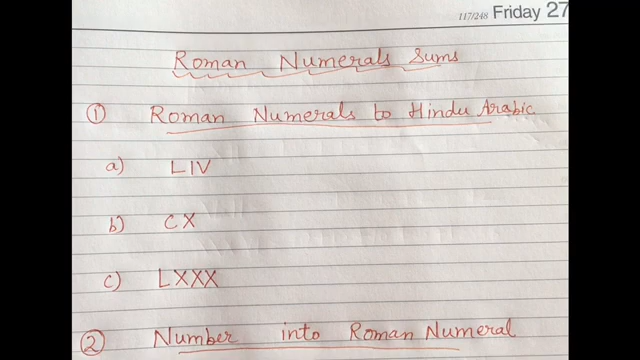 117/248 Friday 27
Roman Numerals Sums
① Roman Numerals to Hindu Arabic
a) LIV
b) CX
c) LXXX
② Number into Roman Numeral